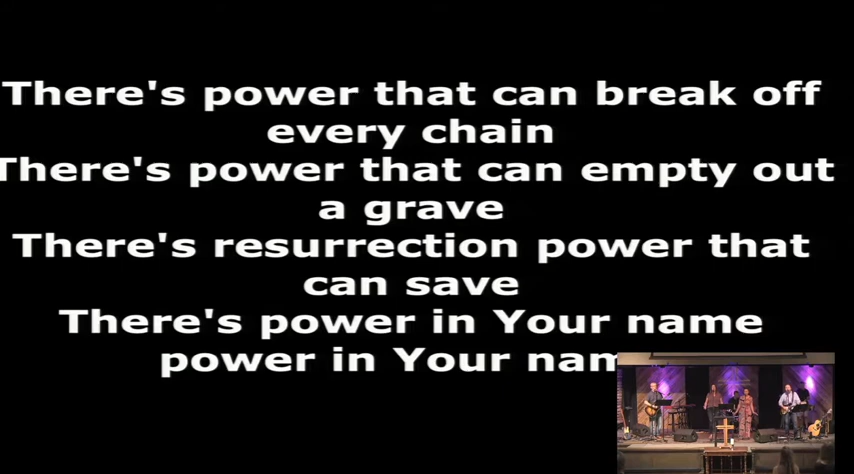 There's power that can break off
every chain
There's power that can empty out
a grave
There's resurrection power that
can save
There's power in Your name
power in Your nam